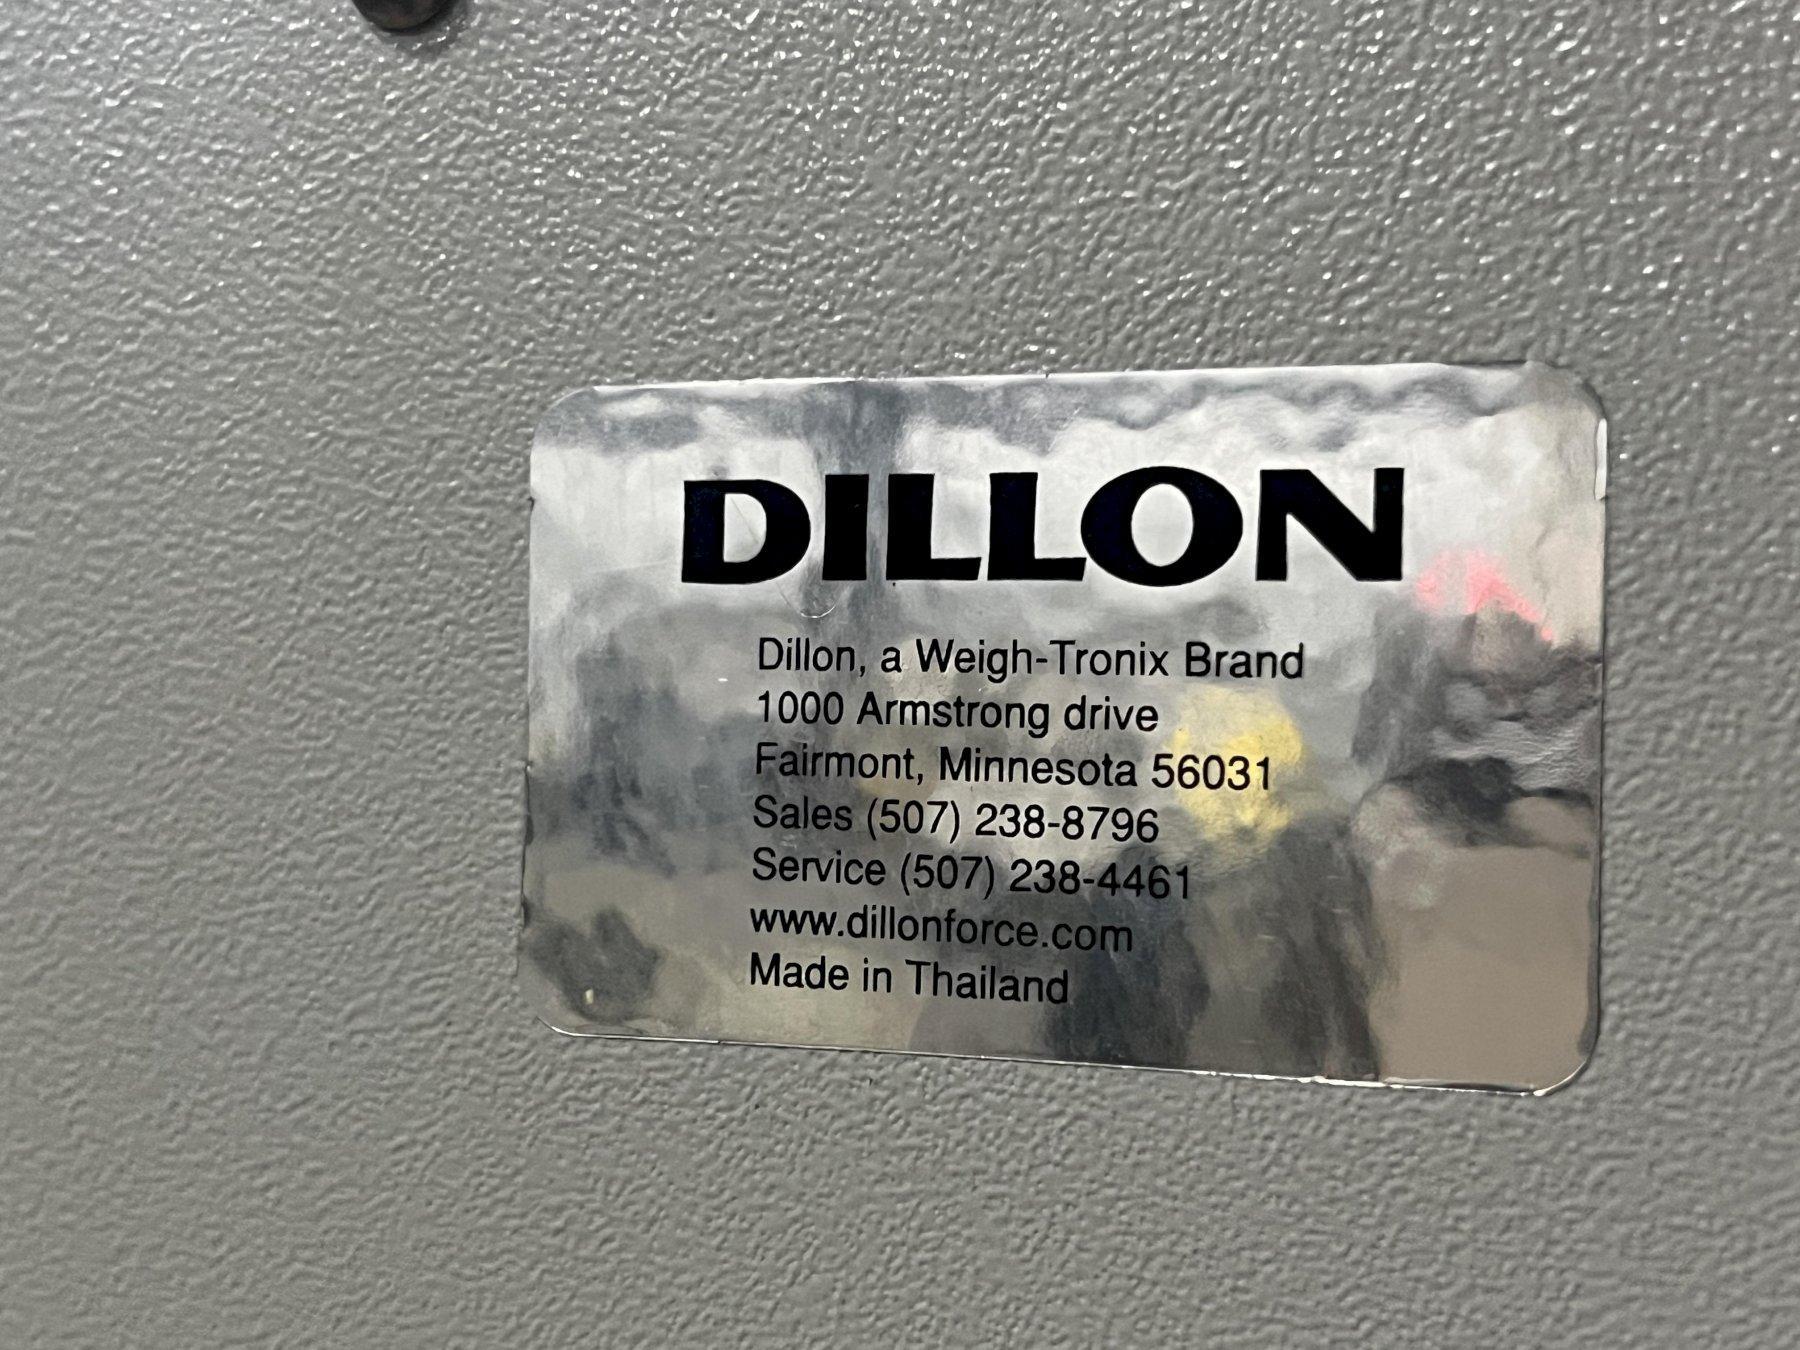 DILLON
Dillon, a Weigh-Tronix Brand
1000 Armstrong drive
Fairmont, Minnesota 56031
Sales (507) 238-8796
Service (507) 238-4461
www.dillonforce.com
Made in Thailand